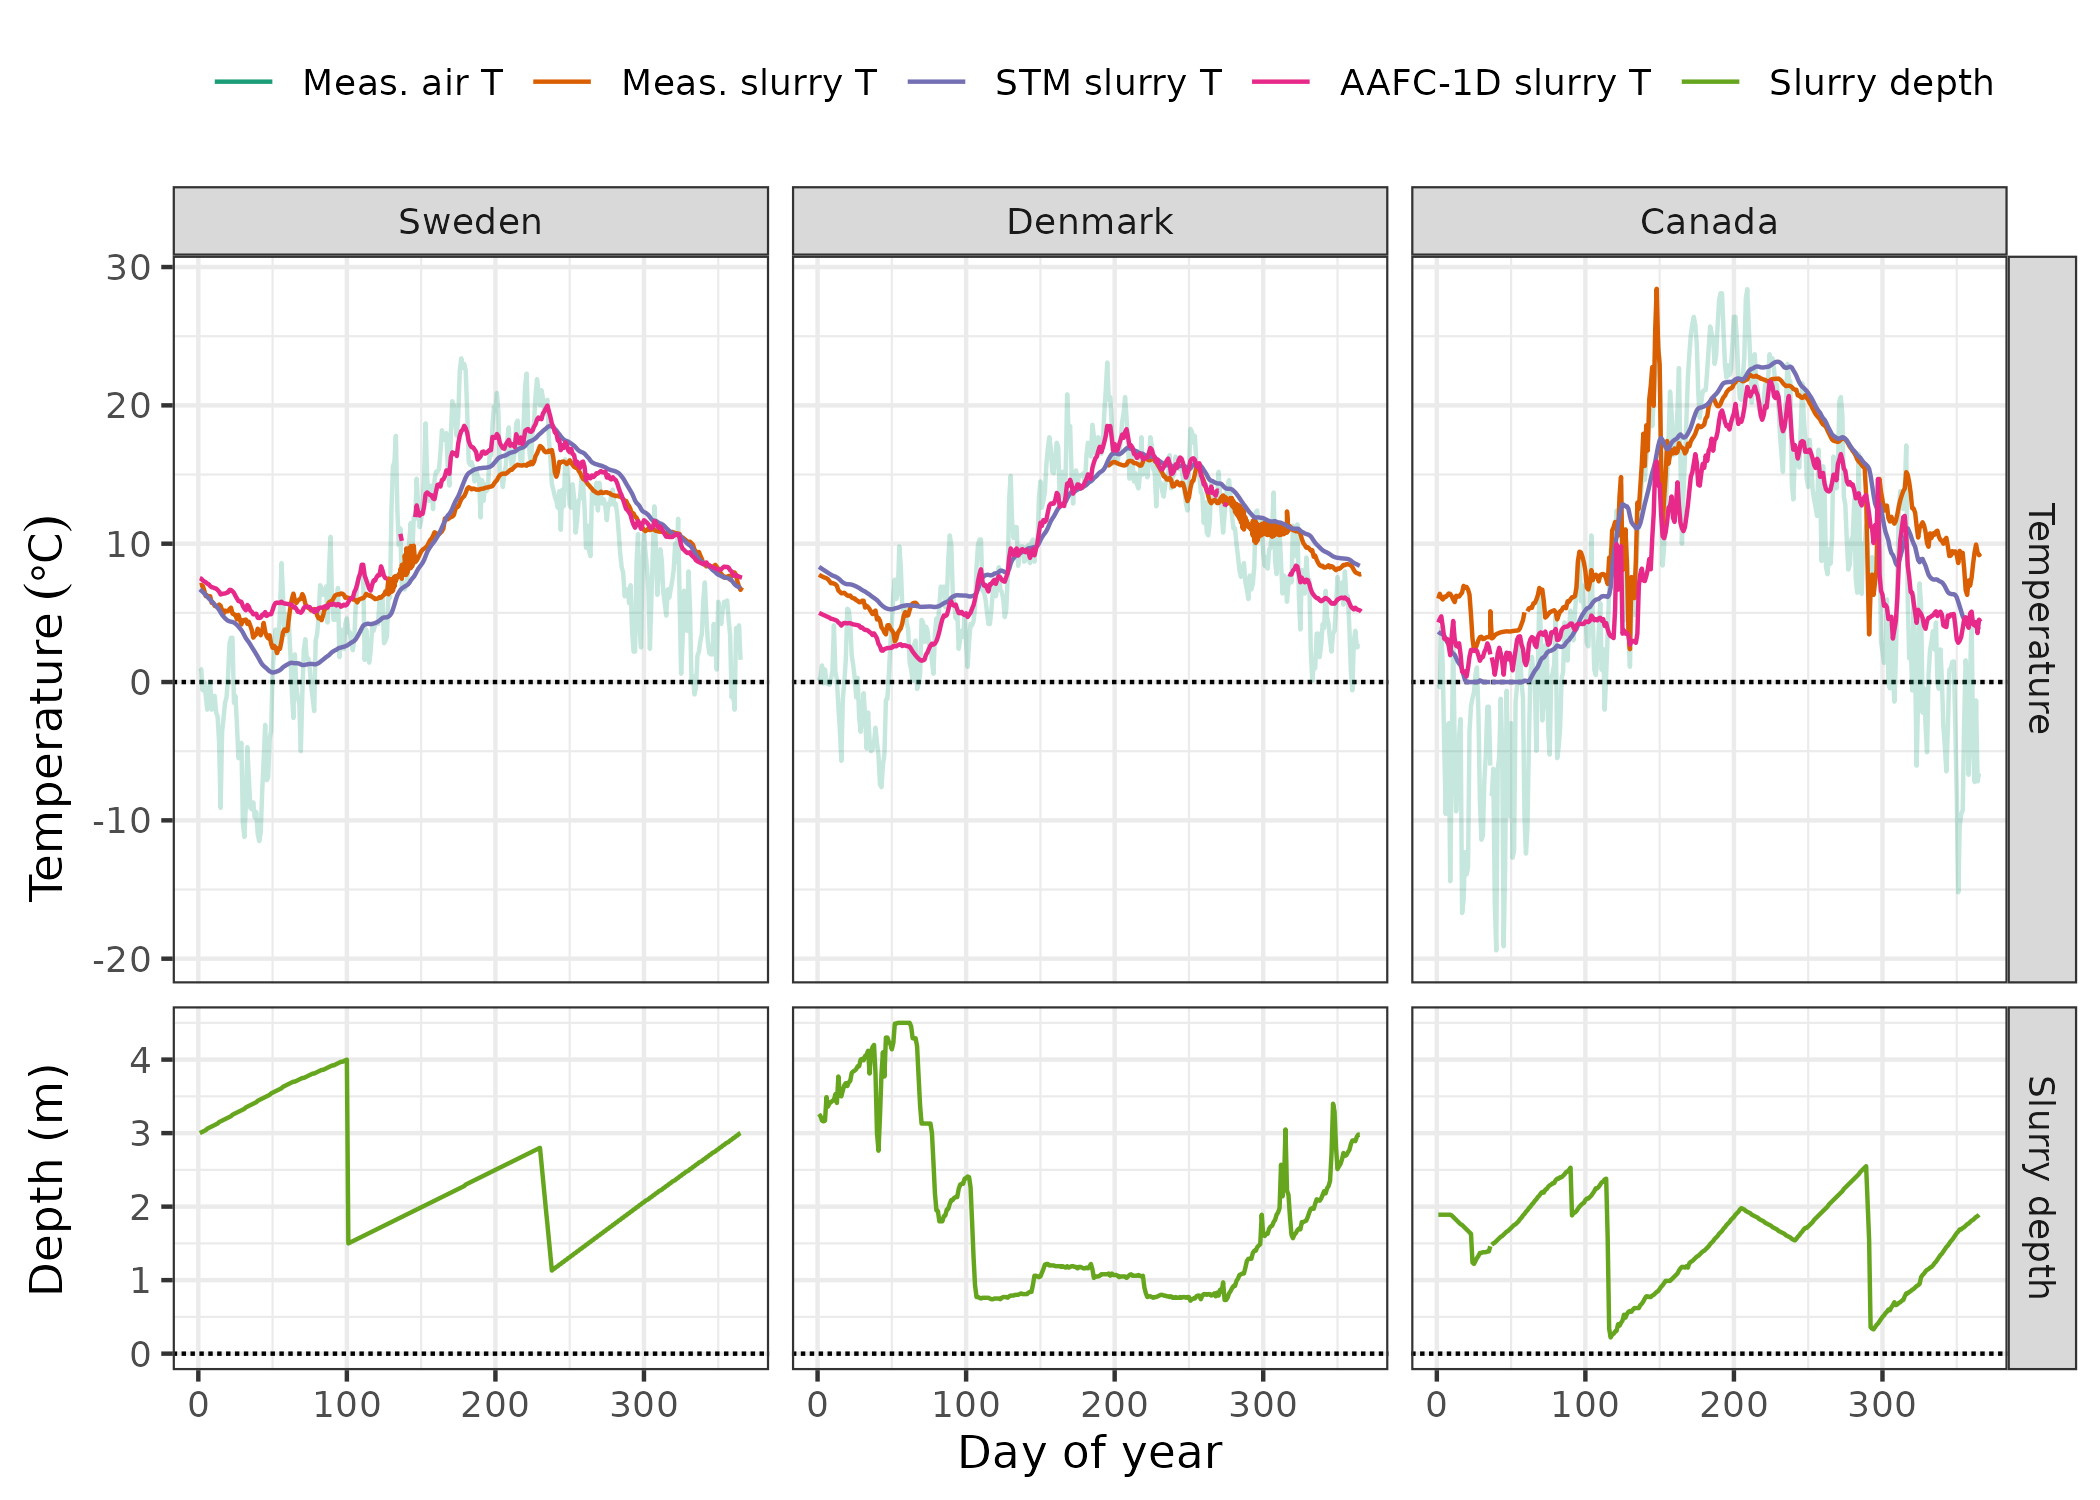 Meas. air T Meas. slurry T STM slurry T AAFC-1D slurry T Slurry depth
Sweden Denmark Canada
Temperature (°C)
30
20
10
0
-10
-20
Temperature
Depth (m)
4
3
2
1
0
Slurry depth
0 100 200 300 0 100 200 300 0 100 200 300
Day of year